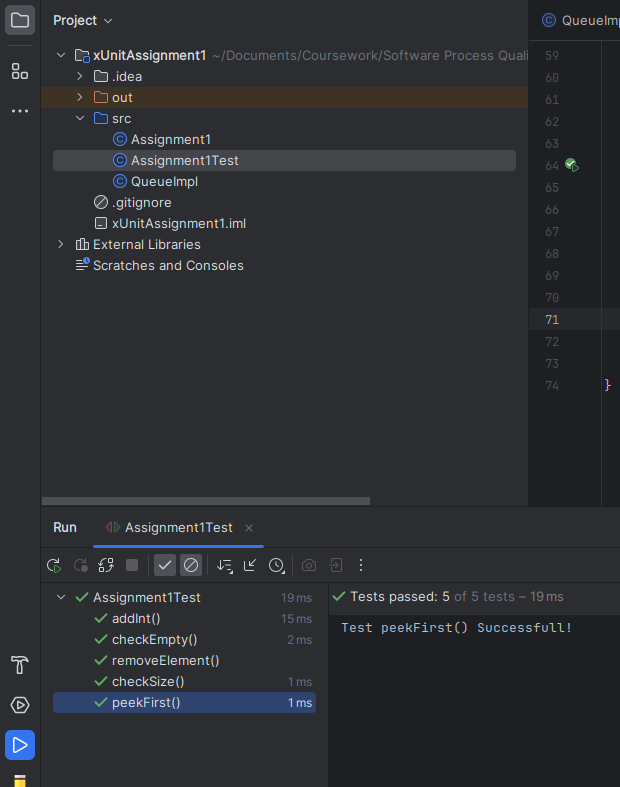 Project
QueueImp
xUnitAssignment1 ~/Documents/Coursework/Software Process Quali
.idea
out
src
Assignment1
Assignment1Test
QueueImpl
.gitignore
xUnitAssignment1.iml
External Libraries
Scratches and Consoles
59
60
61
62
63
64
65
66
67
68
69
70
71
72
73
74 }
Run Assignment1Test
Assignment1Test 19 ms
addInt() 15 ms
checkEmpty() 2 ms
removeElement()
checkSize() 1 ms
peekFirst() 1 ms
Tests passed: 5 of 5 tests – 19 ms
Test peekFirst() Successfull!